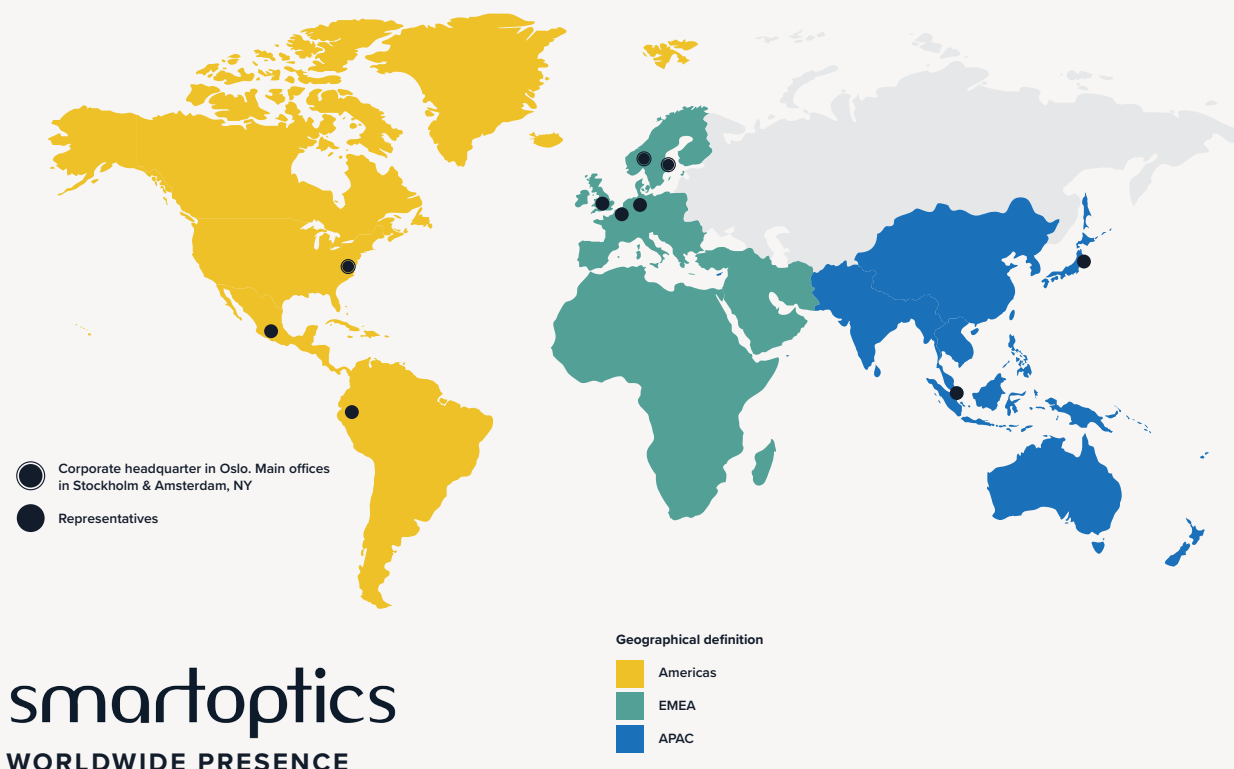 Corporate headquarter in Oslo. Main offices
in Stockholm & Amsterdam, NY
Representatives
Geographical definition
Americas
EMEA
APAC
smartoptics
WORLDWIDE PRESENCE